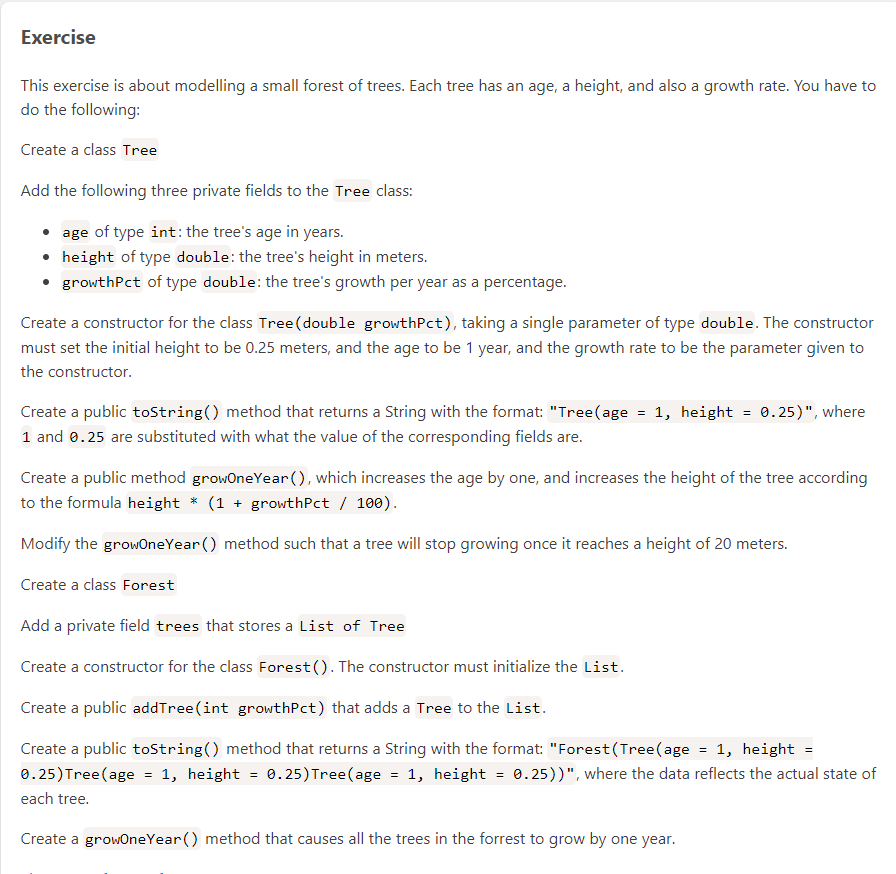 Exercise
This exercise is about modelling a small forest of trees. Each tree has an age, a height, and also a growth rate. You have to
do the following:
Create a class Tree
Add the following three private fields to the Tree class:
• age of type int: the tree's age in years.
• height of type double: the tree's height in meters.
• growthPct of type double: the tree's growth per year as a percentage.
Create a constructor for the class Tree(double growthPct), taking a single parameter of type double. The constructor
must set the initial height to be 0.25 meters, and the age to be 1 year, and the growth rate to be the parameter given to
the constructor.
Create a public toString() method that returns a String with the format: "Tree(age = 1, height = 0.25)", where
1 and 0.25 are substituted with what the value of the corresponding fields are.
Create a public method growOneYear(), which increases the age by one, and increases the height of the tree according
to the formula height * (1 + growthPct / 100).
Modify the growOneYear() method such that a tree will stop growing once it reaches a height of 20 meters.
Create a class Forest
Add a private field trees that stores a List of Tree
Create a constructor for the class Forest(). The constructor must initialize the List.
Create a public addTree(int growthPct) that adds a Tree to the List.
Create a public toString() method that returns a String with the format: "Forest(Tree(age = 1, height =
0.25)Tree(age = 1, height = 0.25)Tree(age = 1, height = 0.25))", where the data reflects the actual state of
each tree.
Create a growOneYear() method that causes all the trees in the forrest to grow by one year.